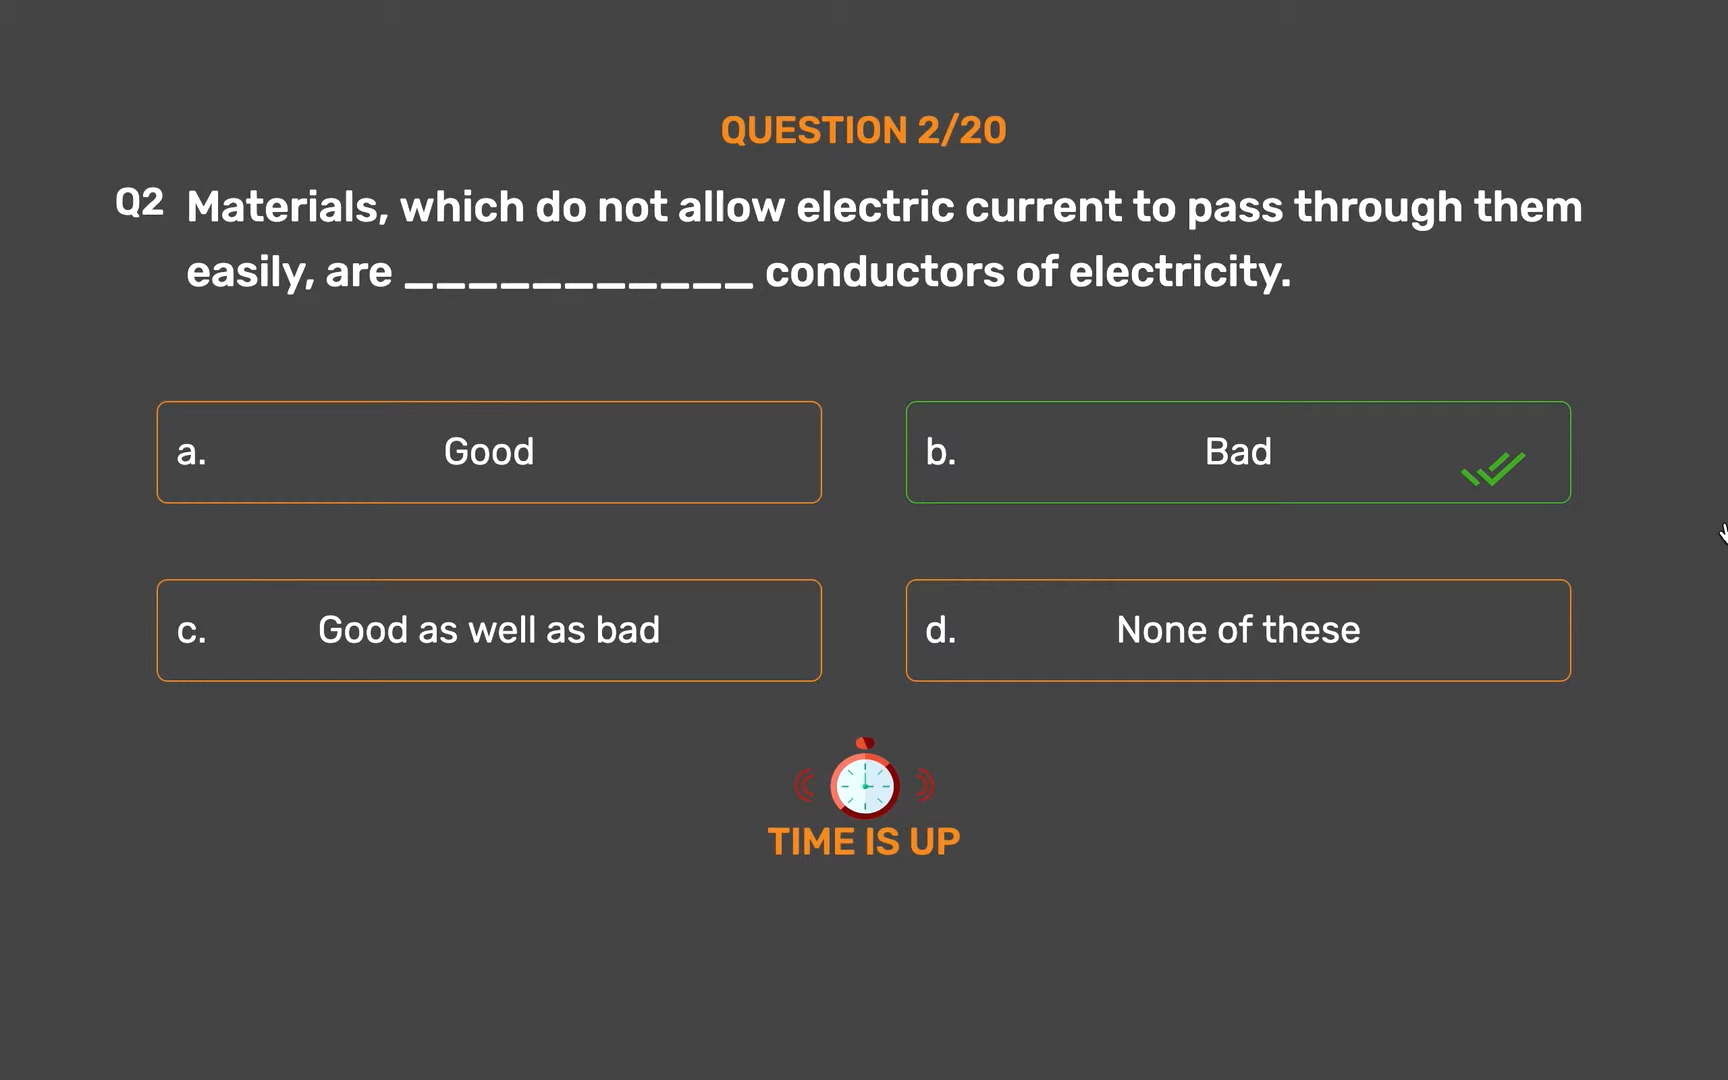 QUESTION 2/20
Q2 Materials, which do not allow electric current to pass through them
easily, are ___________ conductors of electricity.
a. Good
b. Bad
c. Good as well as bad
d. None of these
TIME IS UP